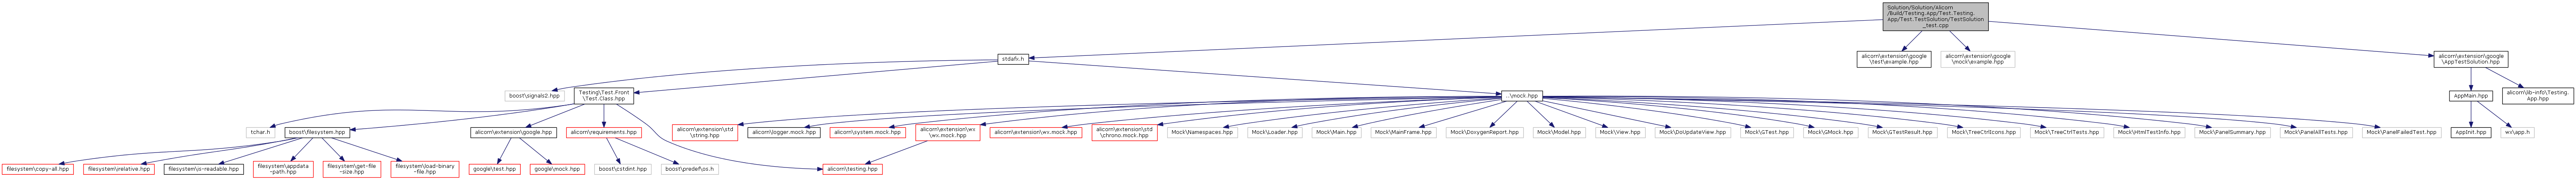 Solution/Solution/Alicorn
/Build/Testing.App/Test.Testing.
App/Test.TestSolution/TestSolution
_test.cpp
stdafx.h
alicorn\extension\google
\test\example.hpp
alicorn\extension\google
\mock\example.hpp
alicorn\extension\google
\AppTestSolution.hpp
boost\signals2.hpp
Testing\Test.Front
\Test.Class.hpp
..\mock.hpp
AppMain.hpp
alicorn\lib-info\Testing.
App.hpp
tchar.h
boost\filesystem.hpp
alicorn\extension\google.hpp
alicorn\requirements.hpp
alicorn\extension\std
\string.hpp
alicorn\logger.mock.hpp
alicorn\system.mock.hpp
alicorn\extension\wx
\wx.mock.hpp
alicorn\extension\wx.mock.hpp
alicorn\extension\std
\chrono.mock.hpp
Mock\Namespaces.hpp
Mock\Loader.hpp
Mock\Main.hpp
Mock\MainFrame.hpp
Mock\DoxygenReport.hpp
Mock\Model.hpp
Mock\View.hpp
Mock\DoUpdateView.hpp
Mock\GTest.hpp
Mock\GMock.hpp
Mock\GTestResult.hpp
Mock\TreeCtrlIcons.hpp
Mock\TreeCtrlTests.hpp
Mock\HtmlTestInfo.hpp
Mock\PanelSummary.hpp
Mock\PanelAllTests.hpp
Mock\PanelFailedTest.hpp
AppInit.hpp
wx\app.h
filesystem\copy-all.hpp
filesystem\relative.hpp
filesystem\is-readable.hpp
filesystem\appdata
-path.hpp
filesystem\get-file
-size.hpp
filesystem\load-binary
-file.hpp
google\test.hpp
google\mock.hpp
boost\cstdint.hpp
boost\predef\os.h
alicorn\testing.hpp